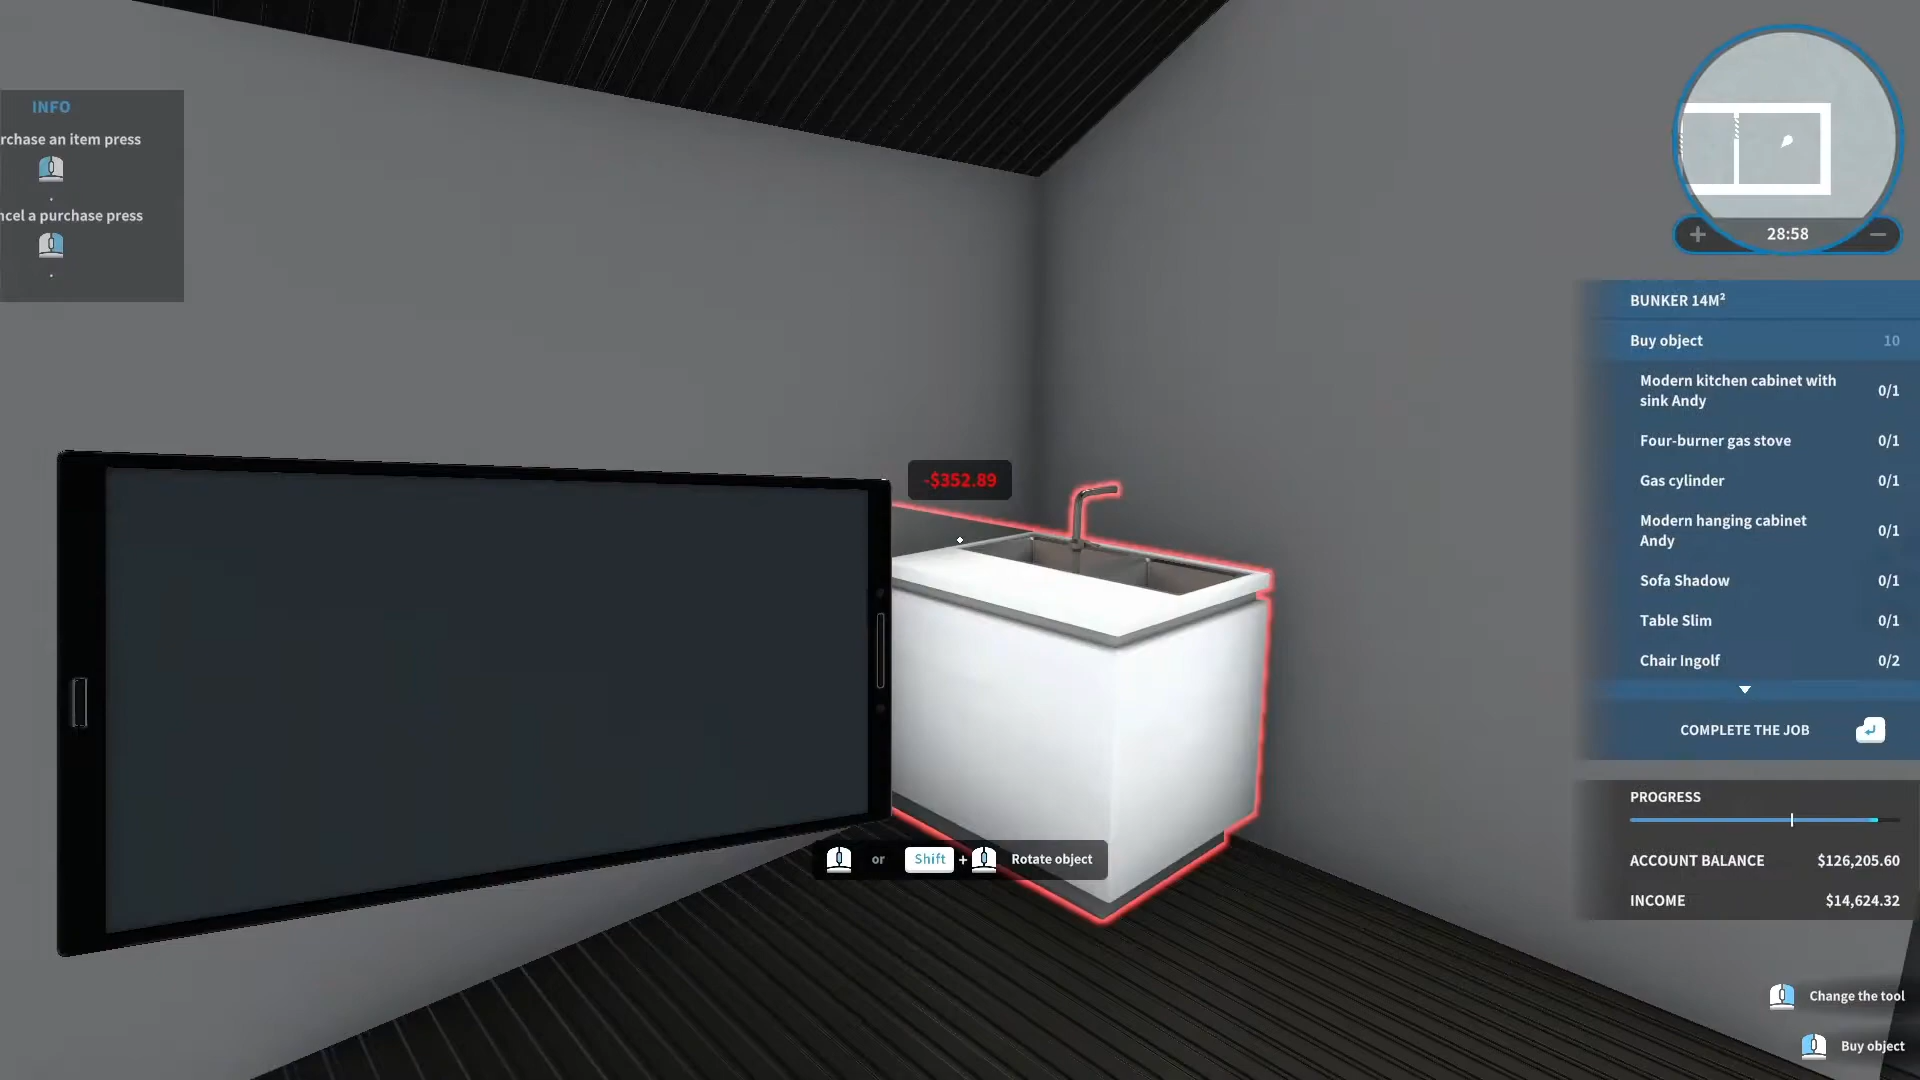 INFO
rchase an item press
.
ncel a purchase press
.
28:58
BUNKER 14M²
Buy object 10
Modern kitchen cabinet with
sink Andy 0/1
Four-burner gas stove 0/1
Gas cylinder 0/1
Modern hanging cabinet
Andy 0/1
Sofa Shadow 0/1
Table Slim 0/1
Chair Ingolf 0/2
COMPLETE THE JOB
-$352.89
or Shift + Rotate object
PROGRESS
ACCOUNT BALANCE $126,205.60
INCOME $14,624.32
Change the tool
Buy object